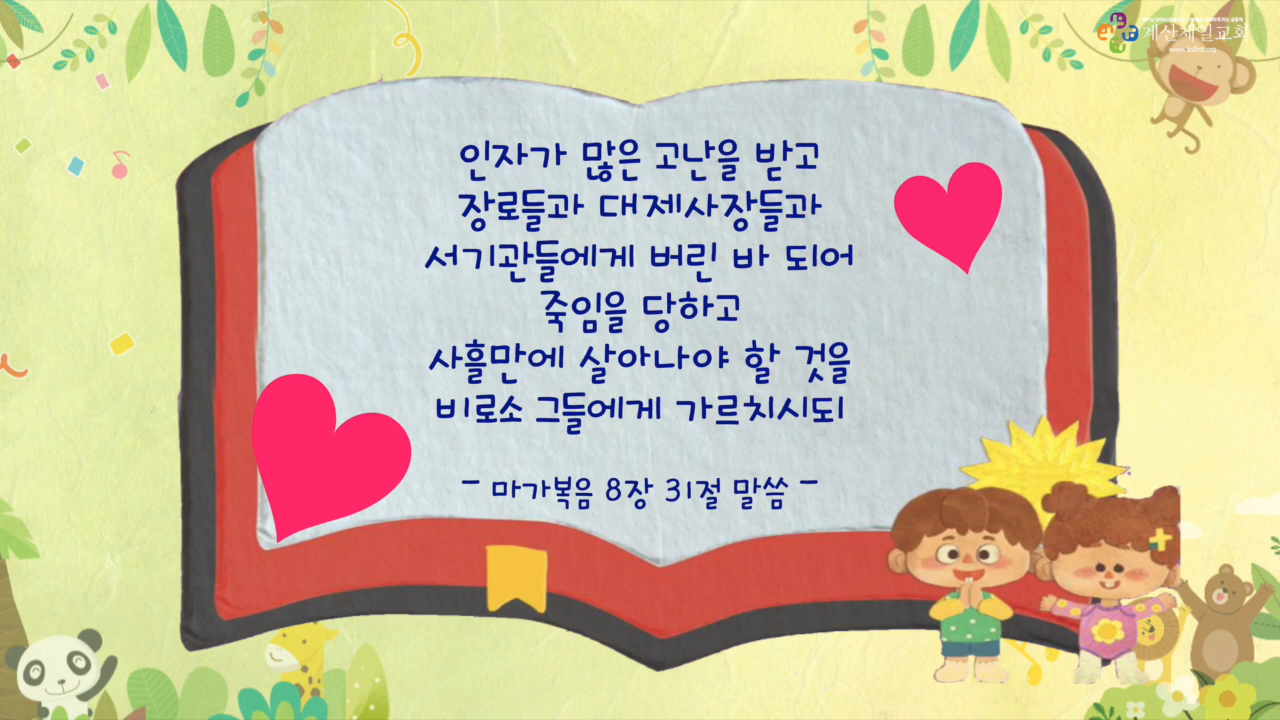 계산제일교회
www.ksfirst.org
인자가 많은 고난을 받고
장로들과 대제사장들과
서기관들에게 버린 바 되어
죽임을 당하고
사흘만에 살아나야 할 것을
비로소 그들에게 가르치시되
- 마가복음 8장 31절 말씀 -